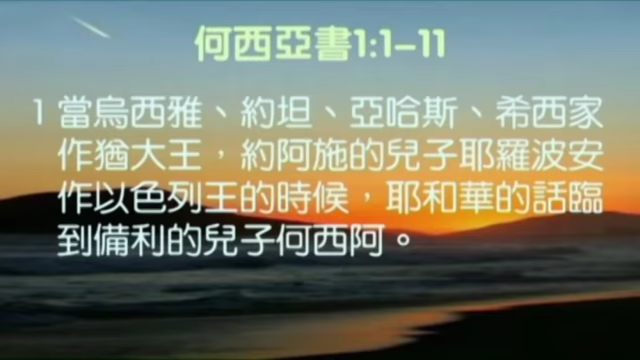 何西亞書1:1-11
1 當烏西雅、約坦、亞哈斯、希西家
作猶大王，約阿施的兒子耶羅波安
作以色列王的時候，耶和華的話臨
到備利的兒子何西阿。